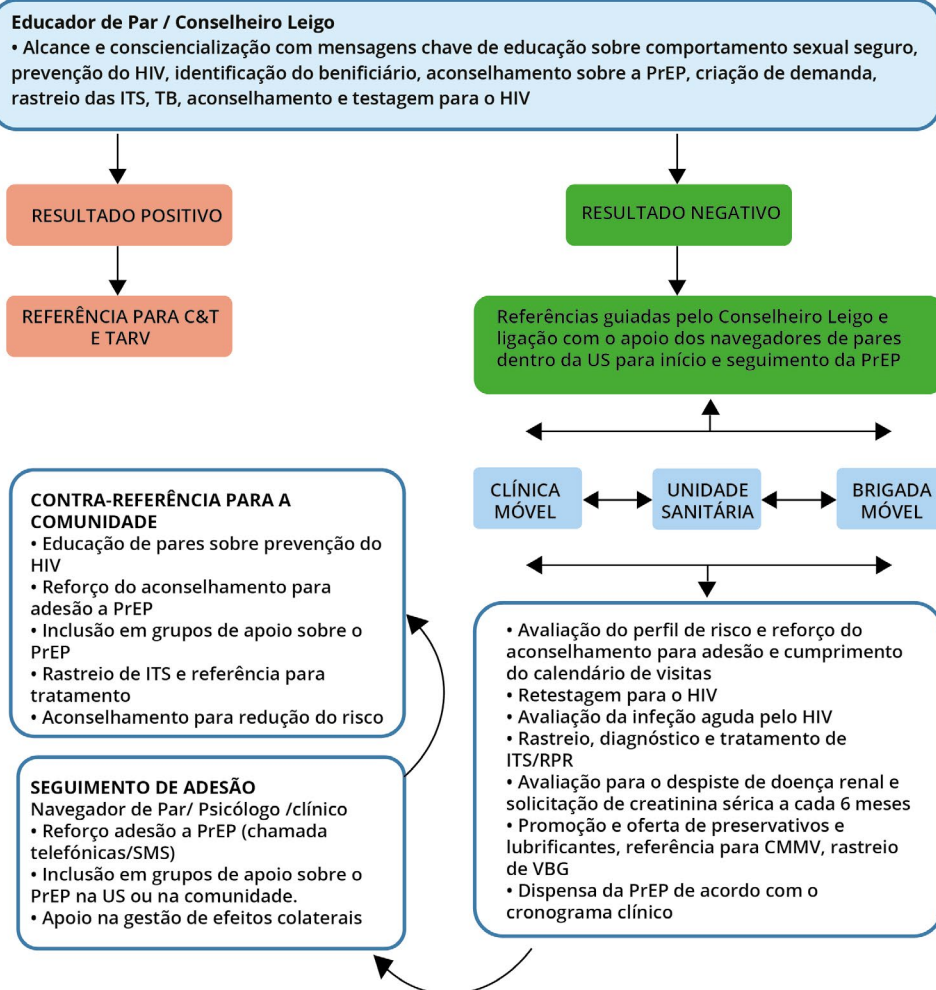 Educador de Par / Conselheiro Leigo
• Alcance e consciencialização com mensagens chave de educação sobre comportamento sexual seguro,
prevenção do HIV, identificação do benificiário, aconselhamento sobre a PrEP, criação de demanda,
rastreio das ITS, TB, aconselhamento e testagem para o HIV
RESULTADO POSITIVO
RESULTADO NEGATIVO
REFERÊNCIA PARA C&T
E TARV
Referências guiadas pelo Conselheiro Leigo e
ligação com o apoio dos navegadores de pares
dentro da US para início e seguimento da PrEP
CLÍNICA
MÓVEL
UNIDADE
SANITÁRIA
BRIGADA
MÓVEL
CONTRA-REFERÊNCIA PARA A
COMUNIDADE
• Educação de pares sobre prevenção do
HIV
• Reforço do aconselhamento para
adesão a PrEP
• Inclusão em grupos de apoio sobre o
PrEP
• Rastreio de ITS e referência para
tratamento
• Aconselhamento para redução do risco
• Avaliação do perfil de risco e reforço do
aconselhamento para adesão e cumprimento
do calendário de visitas
• Retestagem para o HIV
• Avaliação da infeção aguda pelo HIV
• Rastreio, diagnóstico e tratamento de
ITS/RPR
• Avaliação para o despiste de doença renal e
solicitação de creatinina sérica a cada 6 meses
• Promoção e oferta de preservativos e
lubrificantes, referência para CMMV, rastreio
de VBG
• Dispensa da PrEP de acordo com o
cronograma clínico
SEGUIMENTO DE ADESÃO
Navegador de Par/ Psicólogo /clínico
• Reforço adesão a PrEP (chamada
telefónicas/SMS)
• Inclusão em grupos de apoio sobre o
PrEP na US ou na comunidade.
• Apoio na gestão de efeitos colaterais